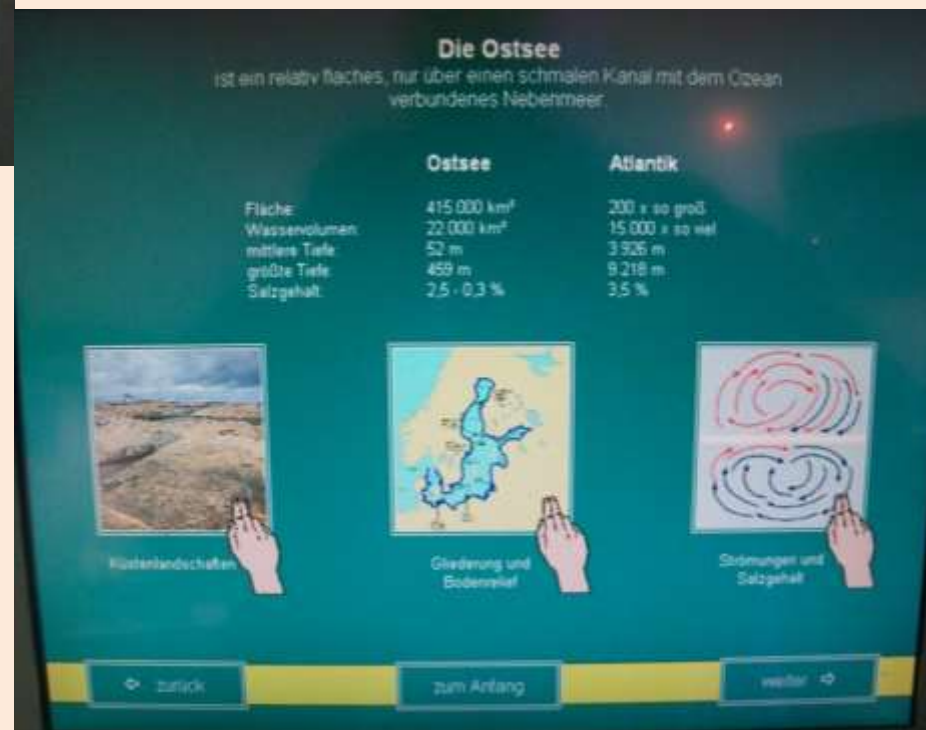 Die Ostsee
ist ein relativ flaches, nur über einen schmalen Kanal mit dem Ozean
verbundenes Nebenmeer.
Ostsee Atlantik
Fläche: 415.000 km² 200 x so groß
Wasservolumen: 22.000 km³ 15.000 x so viel
mittlere Tiefe: 52 m 3.926 m
größte Tiefe: 459 m 9.218 m
Salzgehalt: 2,5 - 0,3 % 3,5 %
Küstenlandschaften
Gliederung und
Bodenrelief
Strömungen und
Salzgehalt
zurück
zum Anfang
weiter